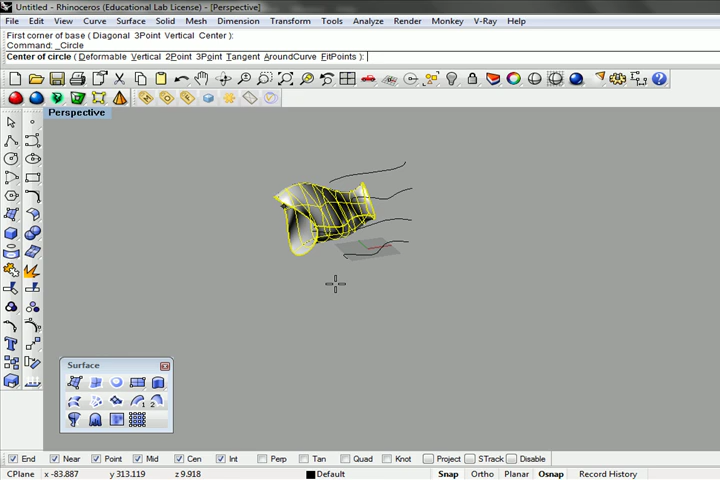 Untitled - Rhinoceros (Educational Lab License) - [Perspective]
File Edit View Curve Surface Solid Mesh Dimension Transform Tools Analyze Render Monkey V-Ray Help
First corner of base ( Diagonal 3Point Vertical Center ):
Command: _Circle
Center of circle ( Deformable Vertical 2Point 3Point Tangent AroundCurve FitPoints ):
Perspective
Surface
1 2
End Near Point Mid Cen Int Perp Tan Quad Knot Project STrack Disable
CPlane x -83.887 y 313.119 z 9.918 Default Snap Ortho Planar Osnap Record History